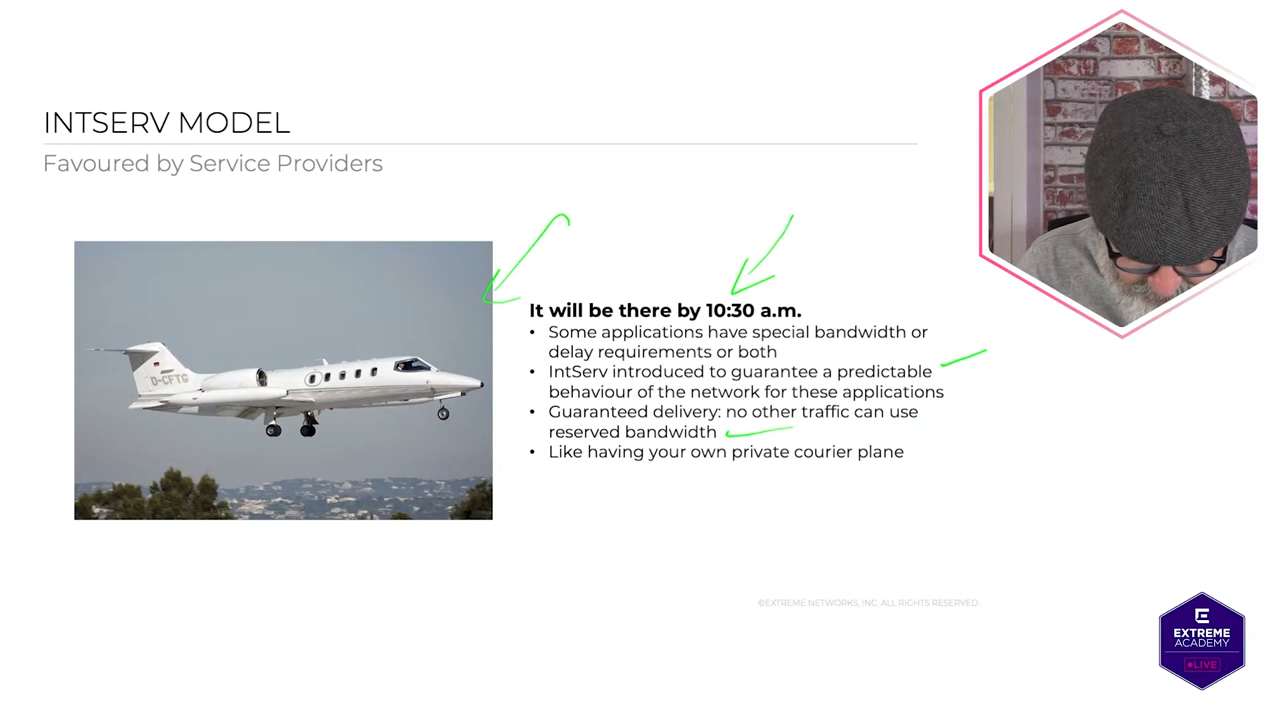 INTSERV MODEL
Favoured by Service Providers
D-CFTG
It will be there by 10:30 a.m.
• Some applications have special bandwidth or
delay requirements or both
• IntServ introduced to guarantee a predictable
behaviour of the network for these applications
• Guaranteed delivery: no other traffic can use
reserved bandwidth
• Like having your own private courier plane
©EXTREME NETWORKS, INC. ALL RIGHTS RESERVED.
EXTREME
ACADEMY
LIVE